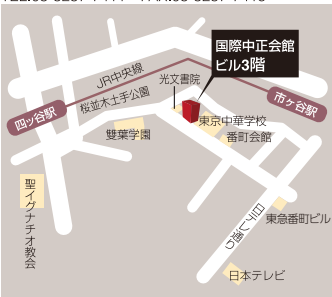 国際中正会館
ビル3階
JR中央線
光文書院
桜並木土手公園
四ッ谷駅
市ヶ谷駅
東京中華学校
雙葉学園
番町会館
聖イグナチオ教会
日テレ通り
東急番町ビル
日本テレビ